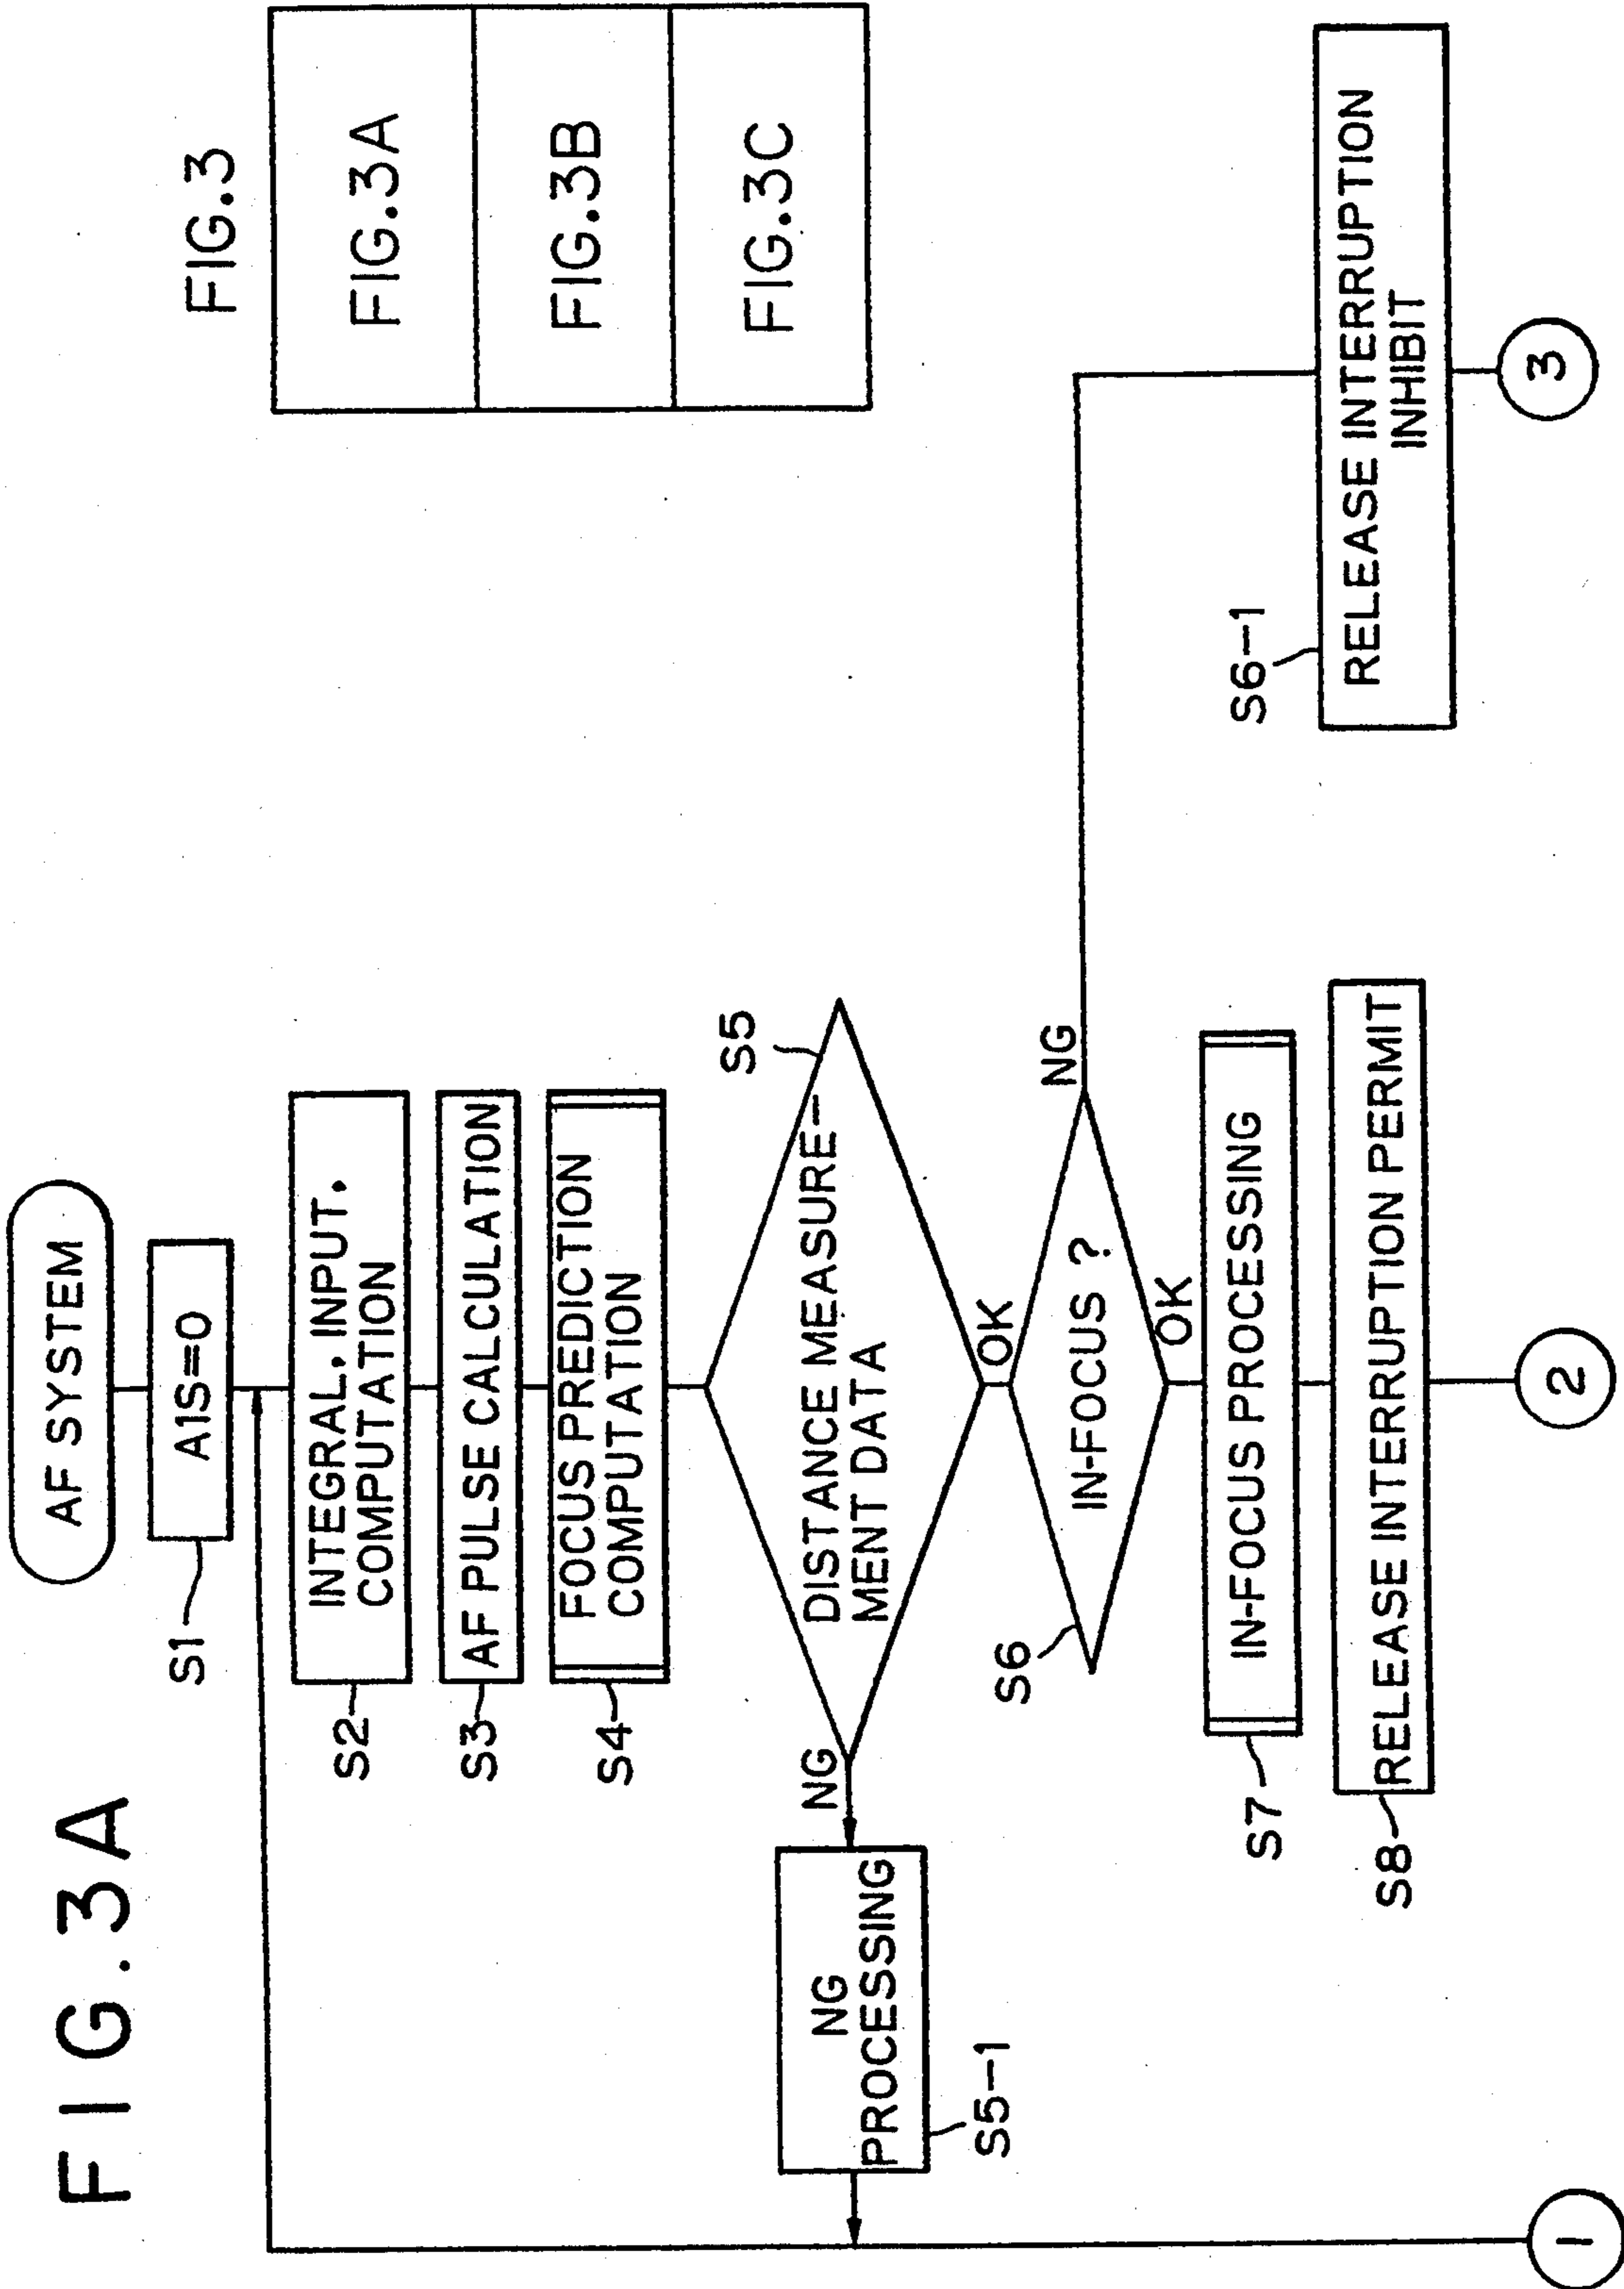 FIG.3A
FIG.3
FIG.3A
FIG.3B
FIG.3C
AF SYSTEM
S1
A1S=0
S2
INTEGRAL, INPUT.
COMPUTATION
S3
AF PULSE CALCULATION
S4
FOCUS PREDICTION
COMPUTATION
S5
DISTANCE MEASURE-
MENT DATA
NG
NG
PROCESSING
S5-1
OK
S6
IN-FOCUS ?
NG
OK
S6-1
RELEASE INTERRUPTION
INHIBIT
S7
IN-FOCUS PROCESSING
S8
RELEASE INTERRUPTION PERMIT
1
2
3